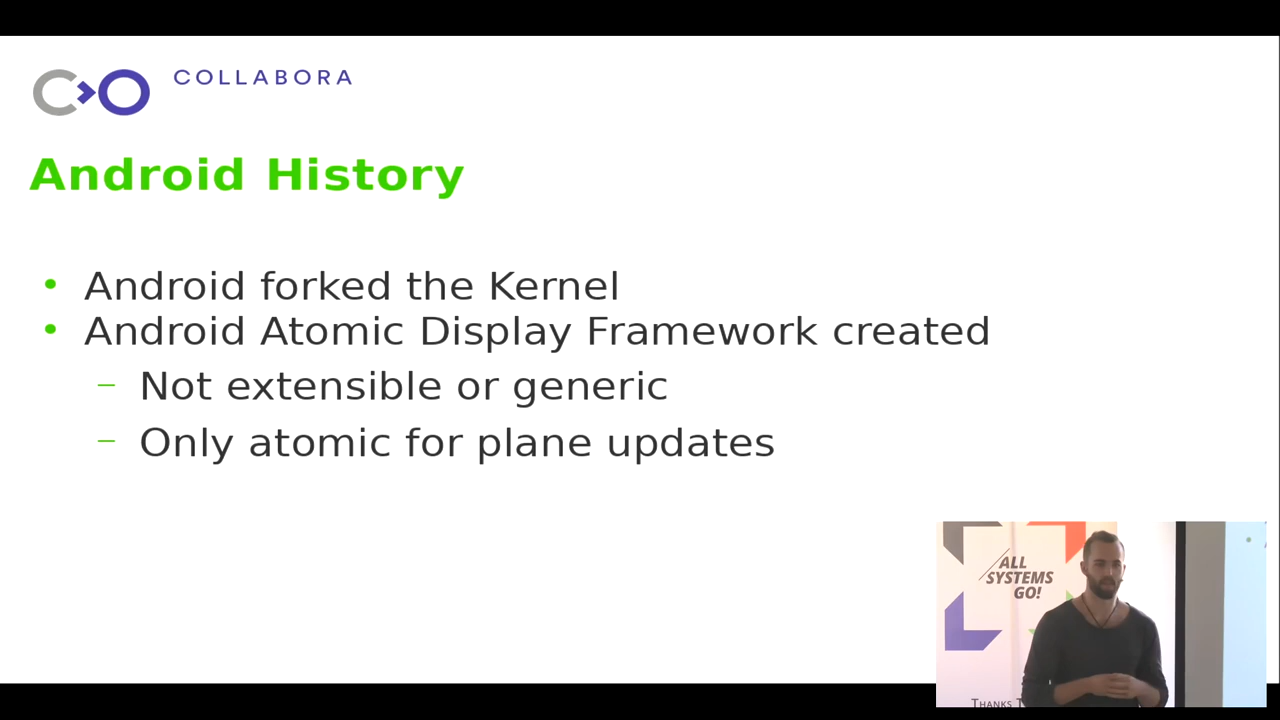 COLLABORA
Android History
• Android forked the Kernel
• Android Atomic Display Framework created
– Not extensible or generic
– Only atomic for plane updates
ALL
SYSTEMS
GO!
THANKS